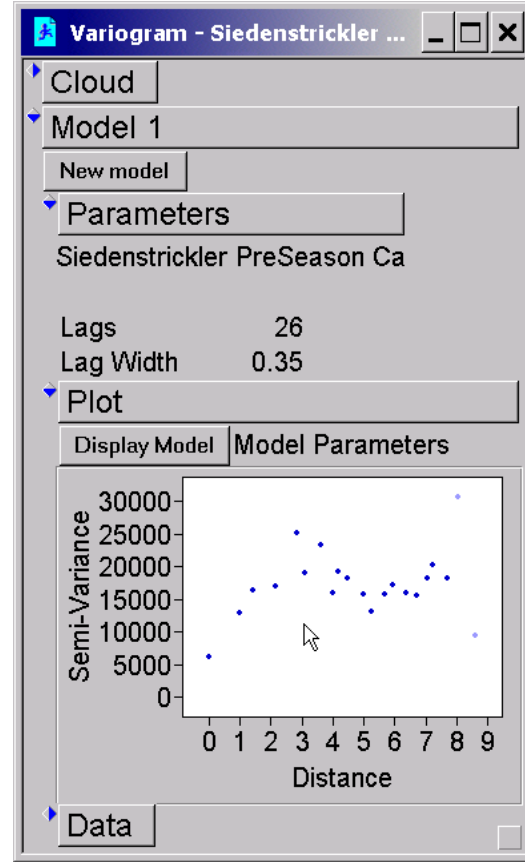 Variogram - Siedenstrickler ...
Cloud
Model 1
New model
Parameters
Siedenstrickler PreSeason Ca
Lags 26
Lag Width 0.35
Plot
Display Model Model Parameters
30000
25000
20000
15000
10000
5000
0
Semi-Variance
0 1 2 3 4 5 6 7 8 9
Distance
Data